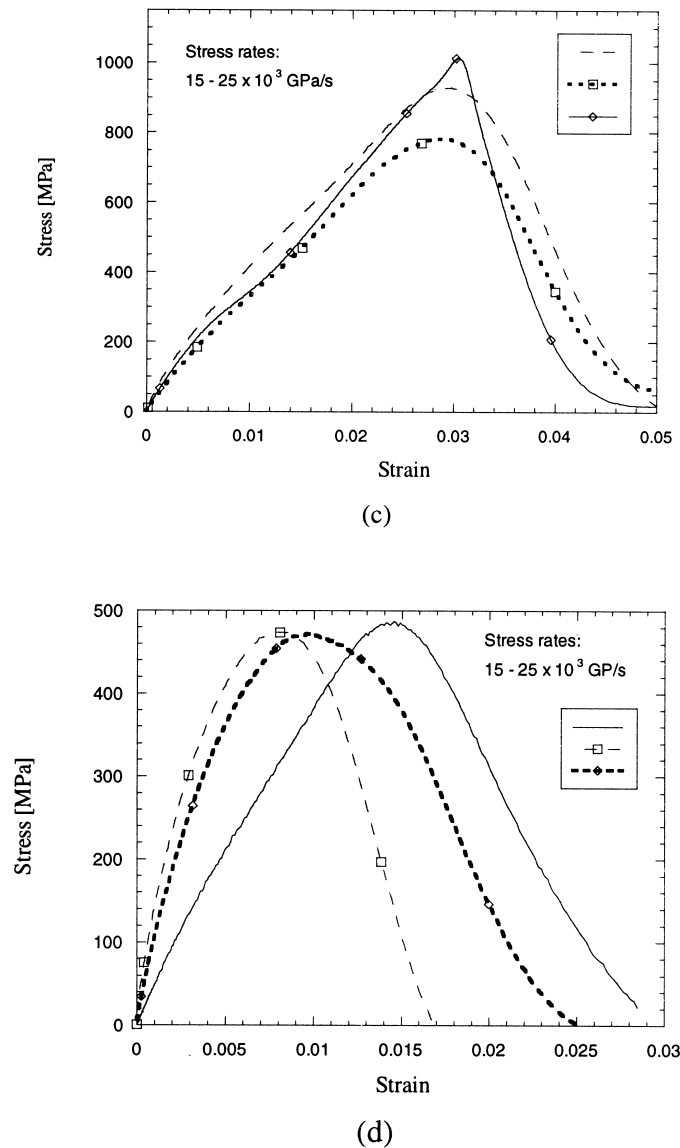 1000
800
600
400
200
0
Stress [MPa]
Stress rates:
15 - 25 x 10³ GPa/s
0 0.01 0.02 0.03 0.04 0.05
Strain
(c)
500
400
300
200
100
0
Stress [MPa]
Stress rates:
15 - 25 x 10³ GP/s
0 0.005 0.01 0.015 0.02 0.025 0.03
Strain
(d)